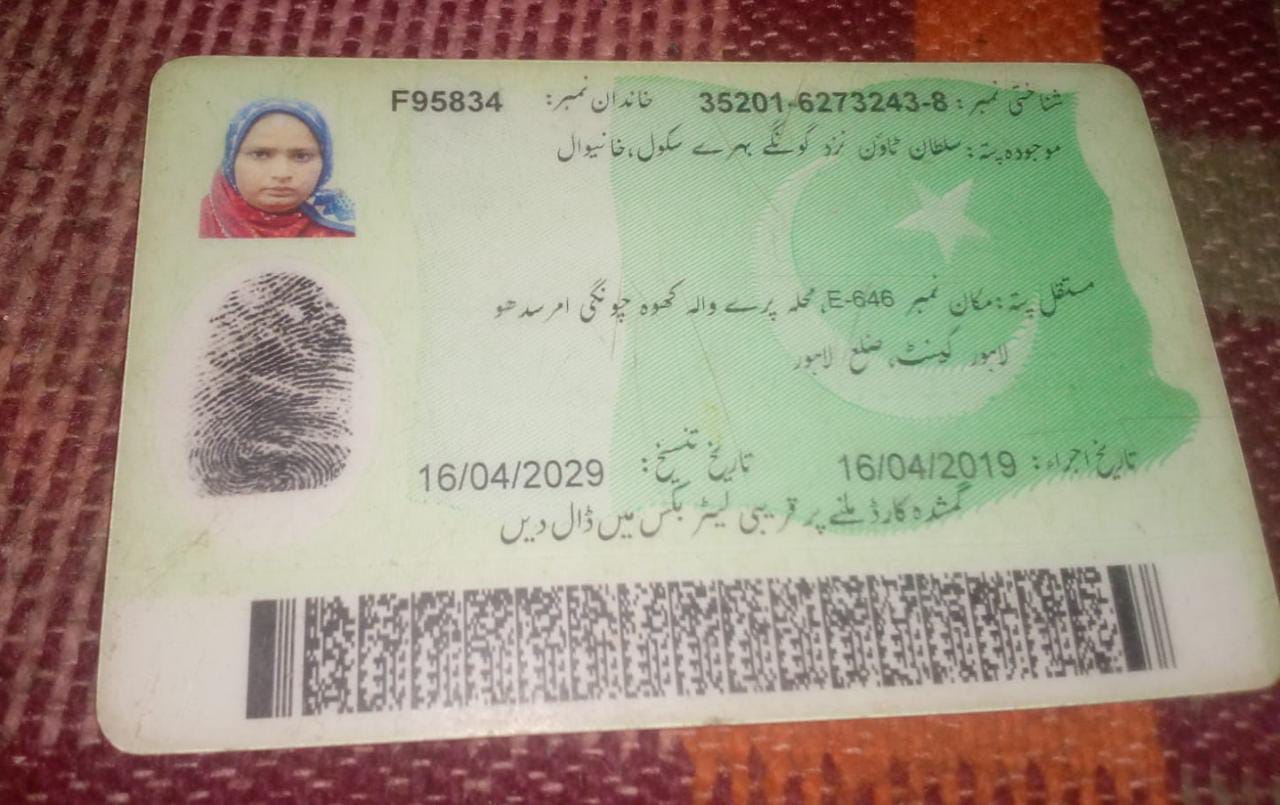 شناختی نمبر: 35201-6273243-8 خاندان نمبر: F95834
موجودہ پتہ: سلطان ٹاؤن نزد گونگے بہرے سکول، خانیوال
مستقل پتہ: مکان نمبر E-646، محلہ پرے والہ کھوہ چونگی امر سدھو
لاہور کینٹ، ضلع لاہور
تاریخ اجراء: 16/04/2019 تاریخ تنسیخ: 16/04/2029
گمشدہ کارڈ ملنے پر قریبی لیٹر بکس میں ڈال دیں